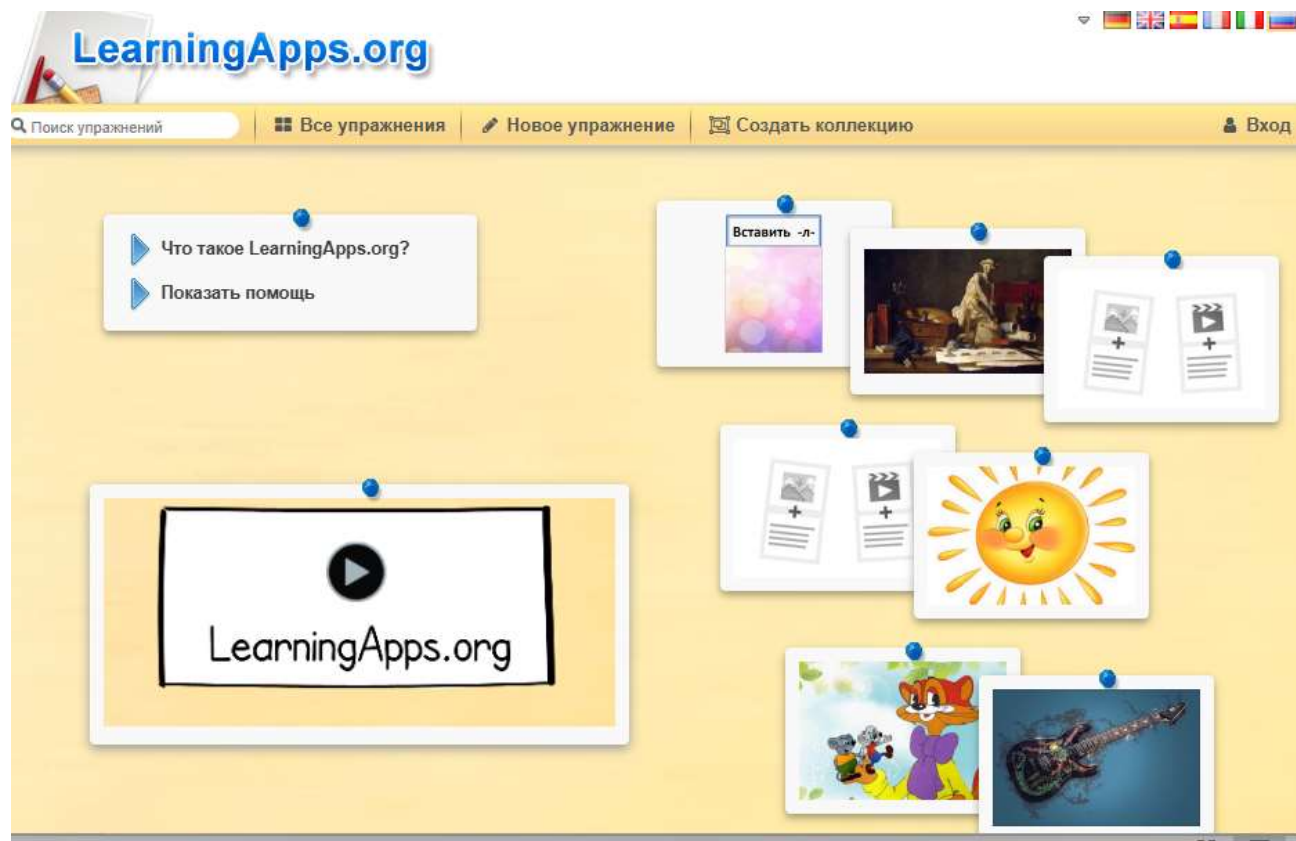 LearningApps.org
Поиск упражнений
Все упражнения
Новое упражнение
Создать коллекцию
Вход
Что такое LearningApps.org?
Показать помощь
Вставить -л-
LearningApps.org